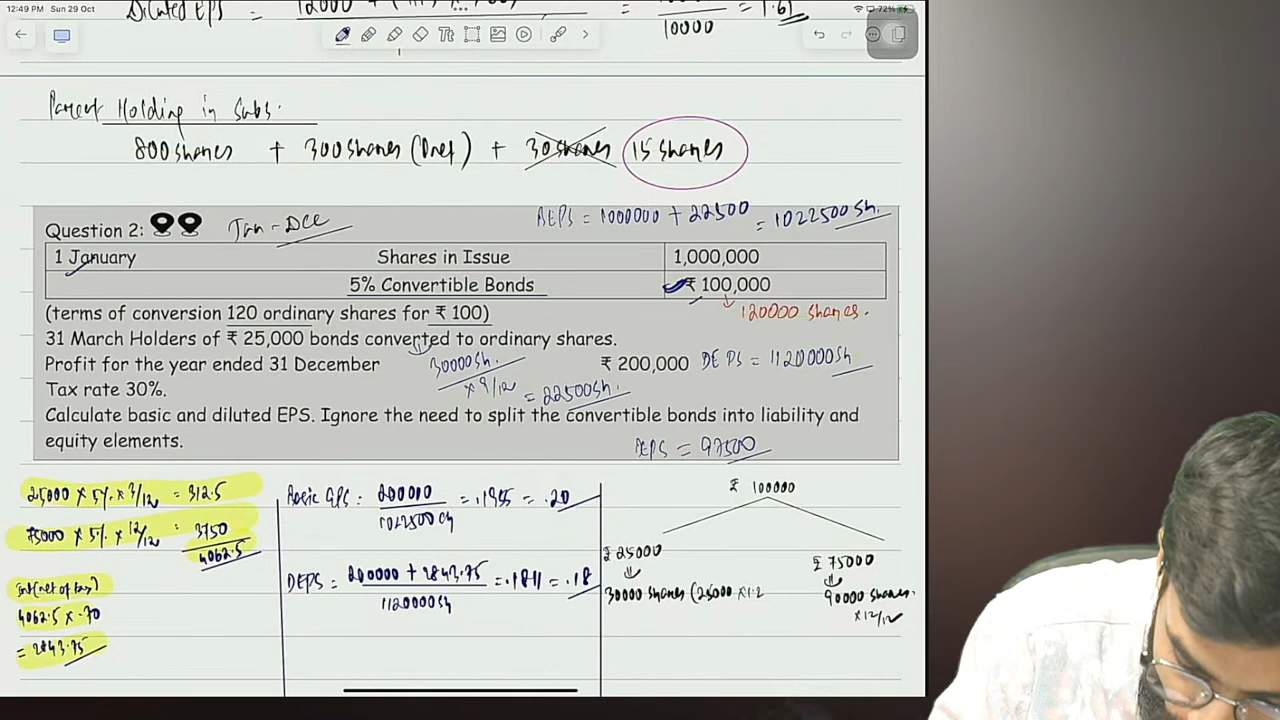 12:49 PM Sun 29 Oct
72%
Diluted EPS = 12000 + = = 1.61
10000
Parent Holding in Subs.
800 shares + 300 shares (Pref) + 30 shares 15 shares
Question 2: Jan - Dec
BEPS = 1000000 + 22500 = 1022500 sh.
1 January Shares in Issue 1,000,000
5% Convertible Bonds ₹ 100,000
(terms of conversion 120 ordinary shares for ₹ 100)
120000 shares.
31 March Holders of ₹ 25,000 bonds converted to ordinary shares.
Profit for the year ended 31 December ₹ 200,000
30000 sh.
x 9/12 = 22500 sh.
DEPS = 1120000 sh
Tax rate 30%.
Calculate basic and diluted EPS. Ignore the need to split the convertible bonds into liability and
equity elements.
DEPS = 97500
25000 x 5% x 3/12 = 312.5
75000 x 5% x 12/12 = 3750
4062.5
Int (net of tax)
4062.5 x .70
= 2843.75
Basic EPS = 200000 / 1022500 sh = .1955 = .20
DEPS = 200000 + 2843.75 / 1120000 sh = .1811 = .18
₹ 100000
₹ 25000
30000 shares (25000 x 1.2
₹ 75000
90000 shares.
x 12/12